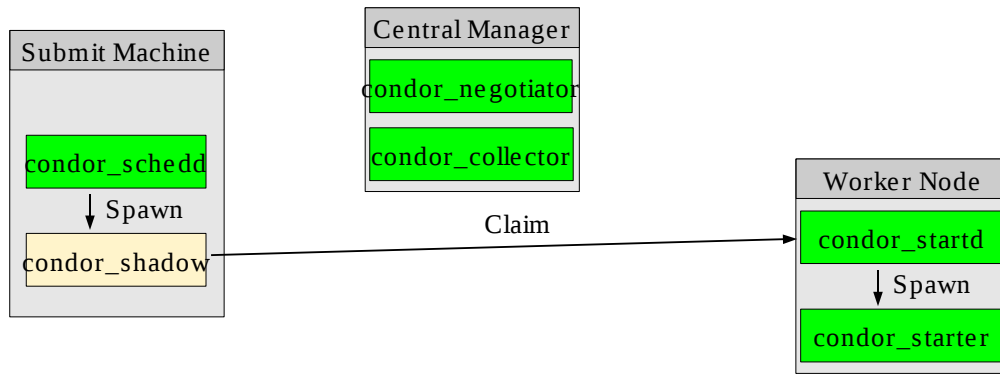 Submit Machine
condor_schedd
Spawn
condor_shadow
Central Manager
condor_negotiator
condor_collector
Claim
Worker Node
condor_startd
Spawn
condor_starter